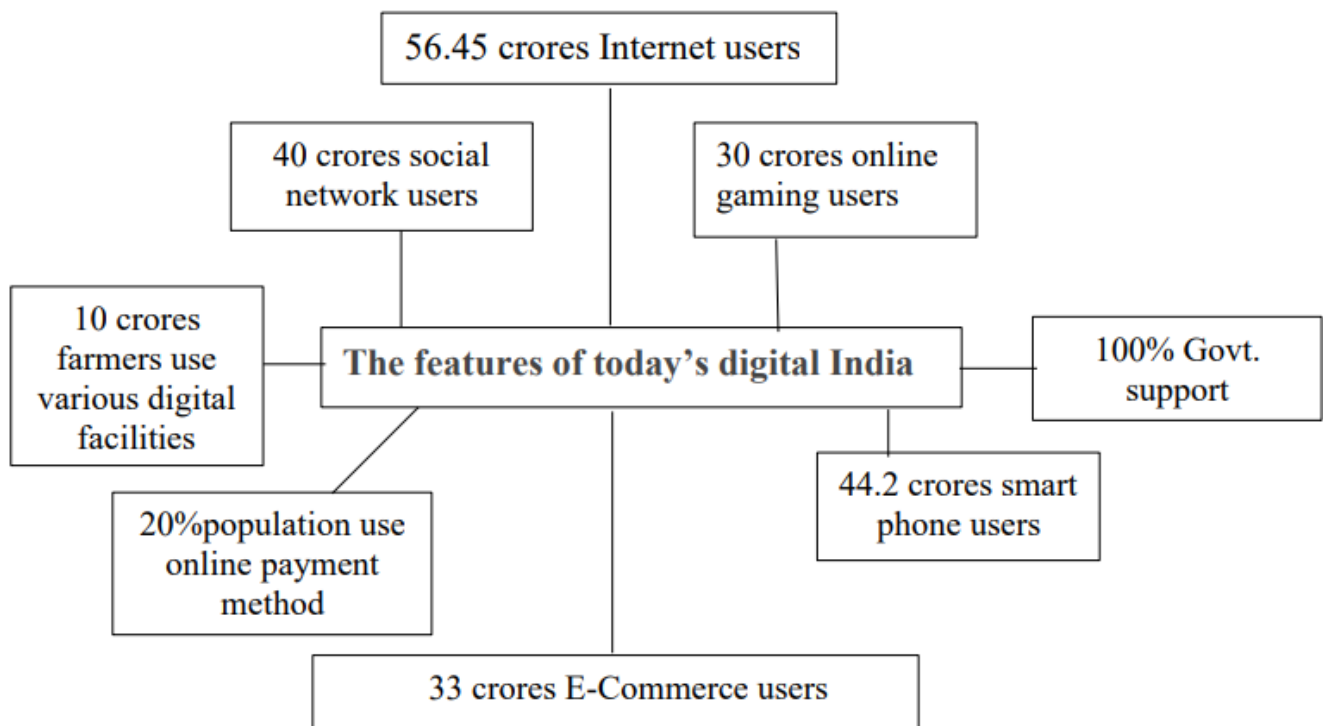 56.45 crores Internet users
40 crores social
network users
30 crores online
gaming users
10 crores
farmers use
various digital
facilities
The features of today’s digital India
100% Govt.
support
20%population use
online payment
method
44.2 crores smart
phone users
33 crores E-Commerce users